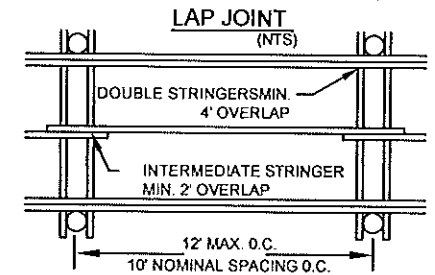 LAP JOINT
(NTS)
DOUBLE STRINGERSMIN.
4' OVERLAP
INTERMEDIATE STRINGER
MIN. 2' OVERLAP
12' MAX. O.C.
10' NOMINAL SPACING O.C.